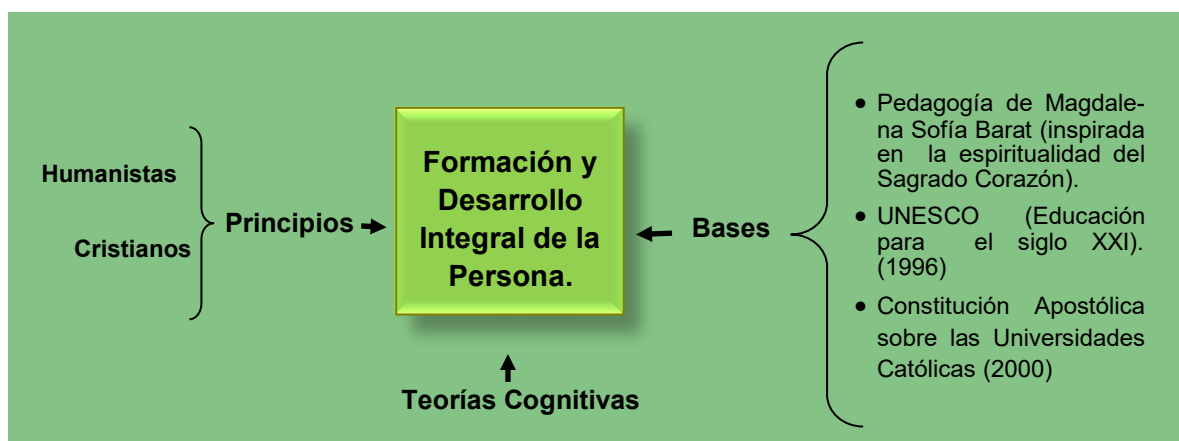 Humanistas
Cristianos
Principios
Formación y
Desarrollo
Integral de la
Persona.
Teorías Cognitivas
Bases
• Pedagogía de Magdale-
na Sofía Barat (inspirada
en la espiritualidad del
Sagrado Corazón).
• UNESCO (Educación
para el siglo XXI).
(1996)
• Constitución Apostólica
sobre las Universidades
Católicas (2000)